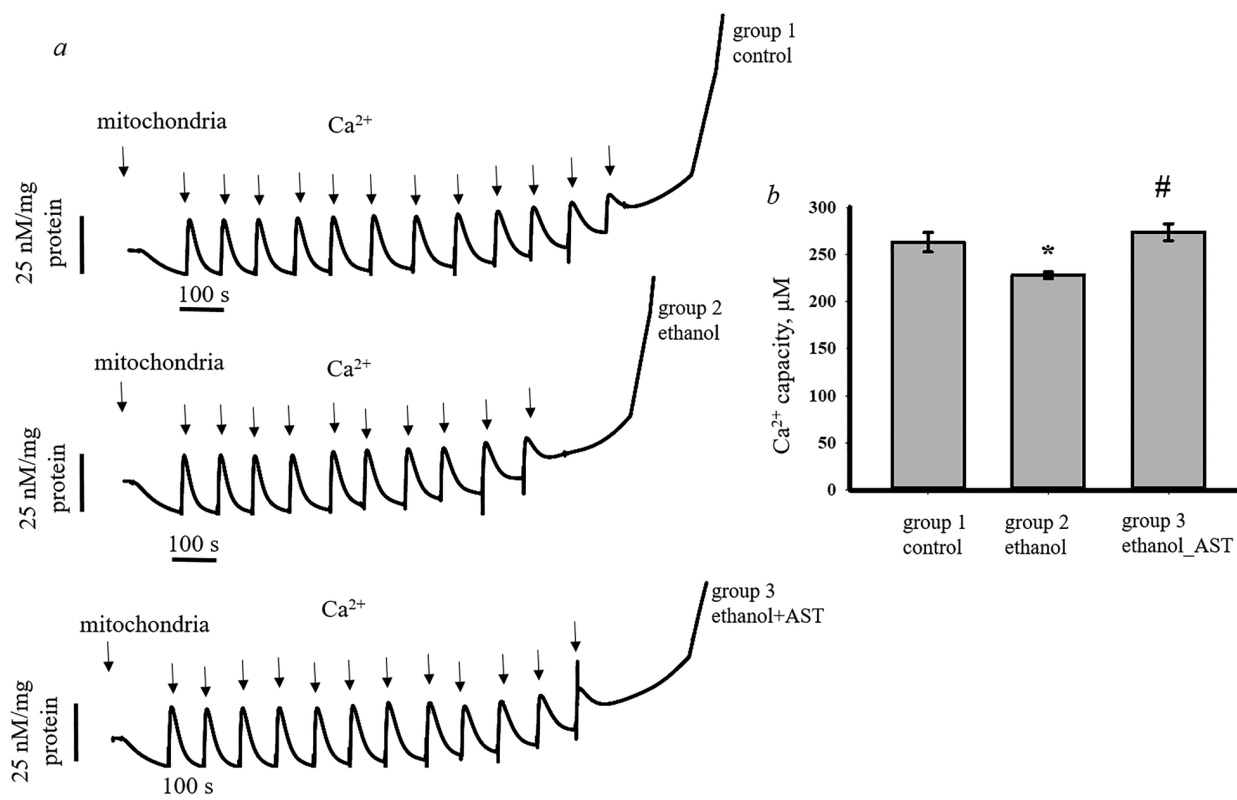 a
group 1
control
mitochondria
Ca²⁺
25 nM/mg
protein
100 s
group 2
ethanol
mitochondria
Ca²⁺
25 nM/mg
protein
100 s
group 3
ethanol+AST
mitochondria
Ca²⁺
25 nM/mg
protein
100 s
b
#
*
Ca²⁺ capacity, μM
300
250
200
150
100
50
0
group 1
control
group 2
ethanol
group 3
ethanol_AST